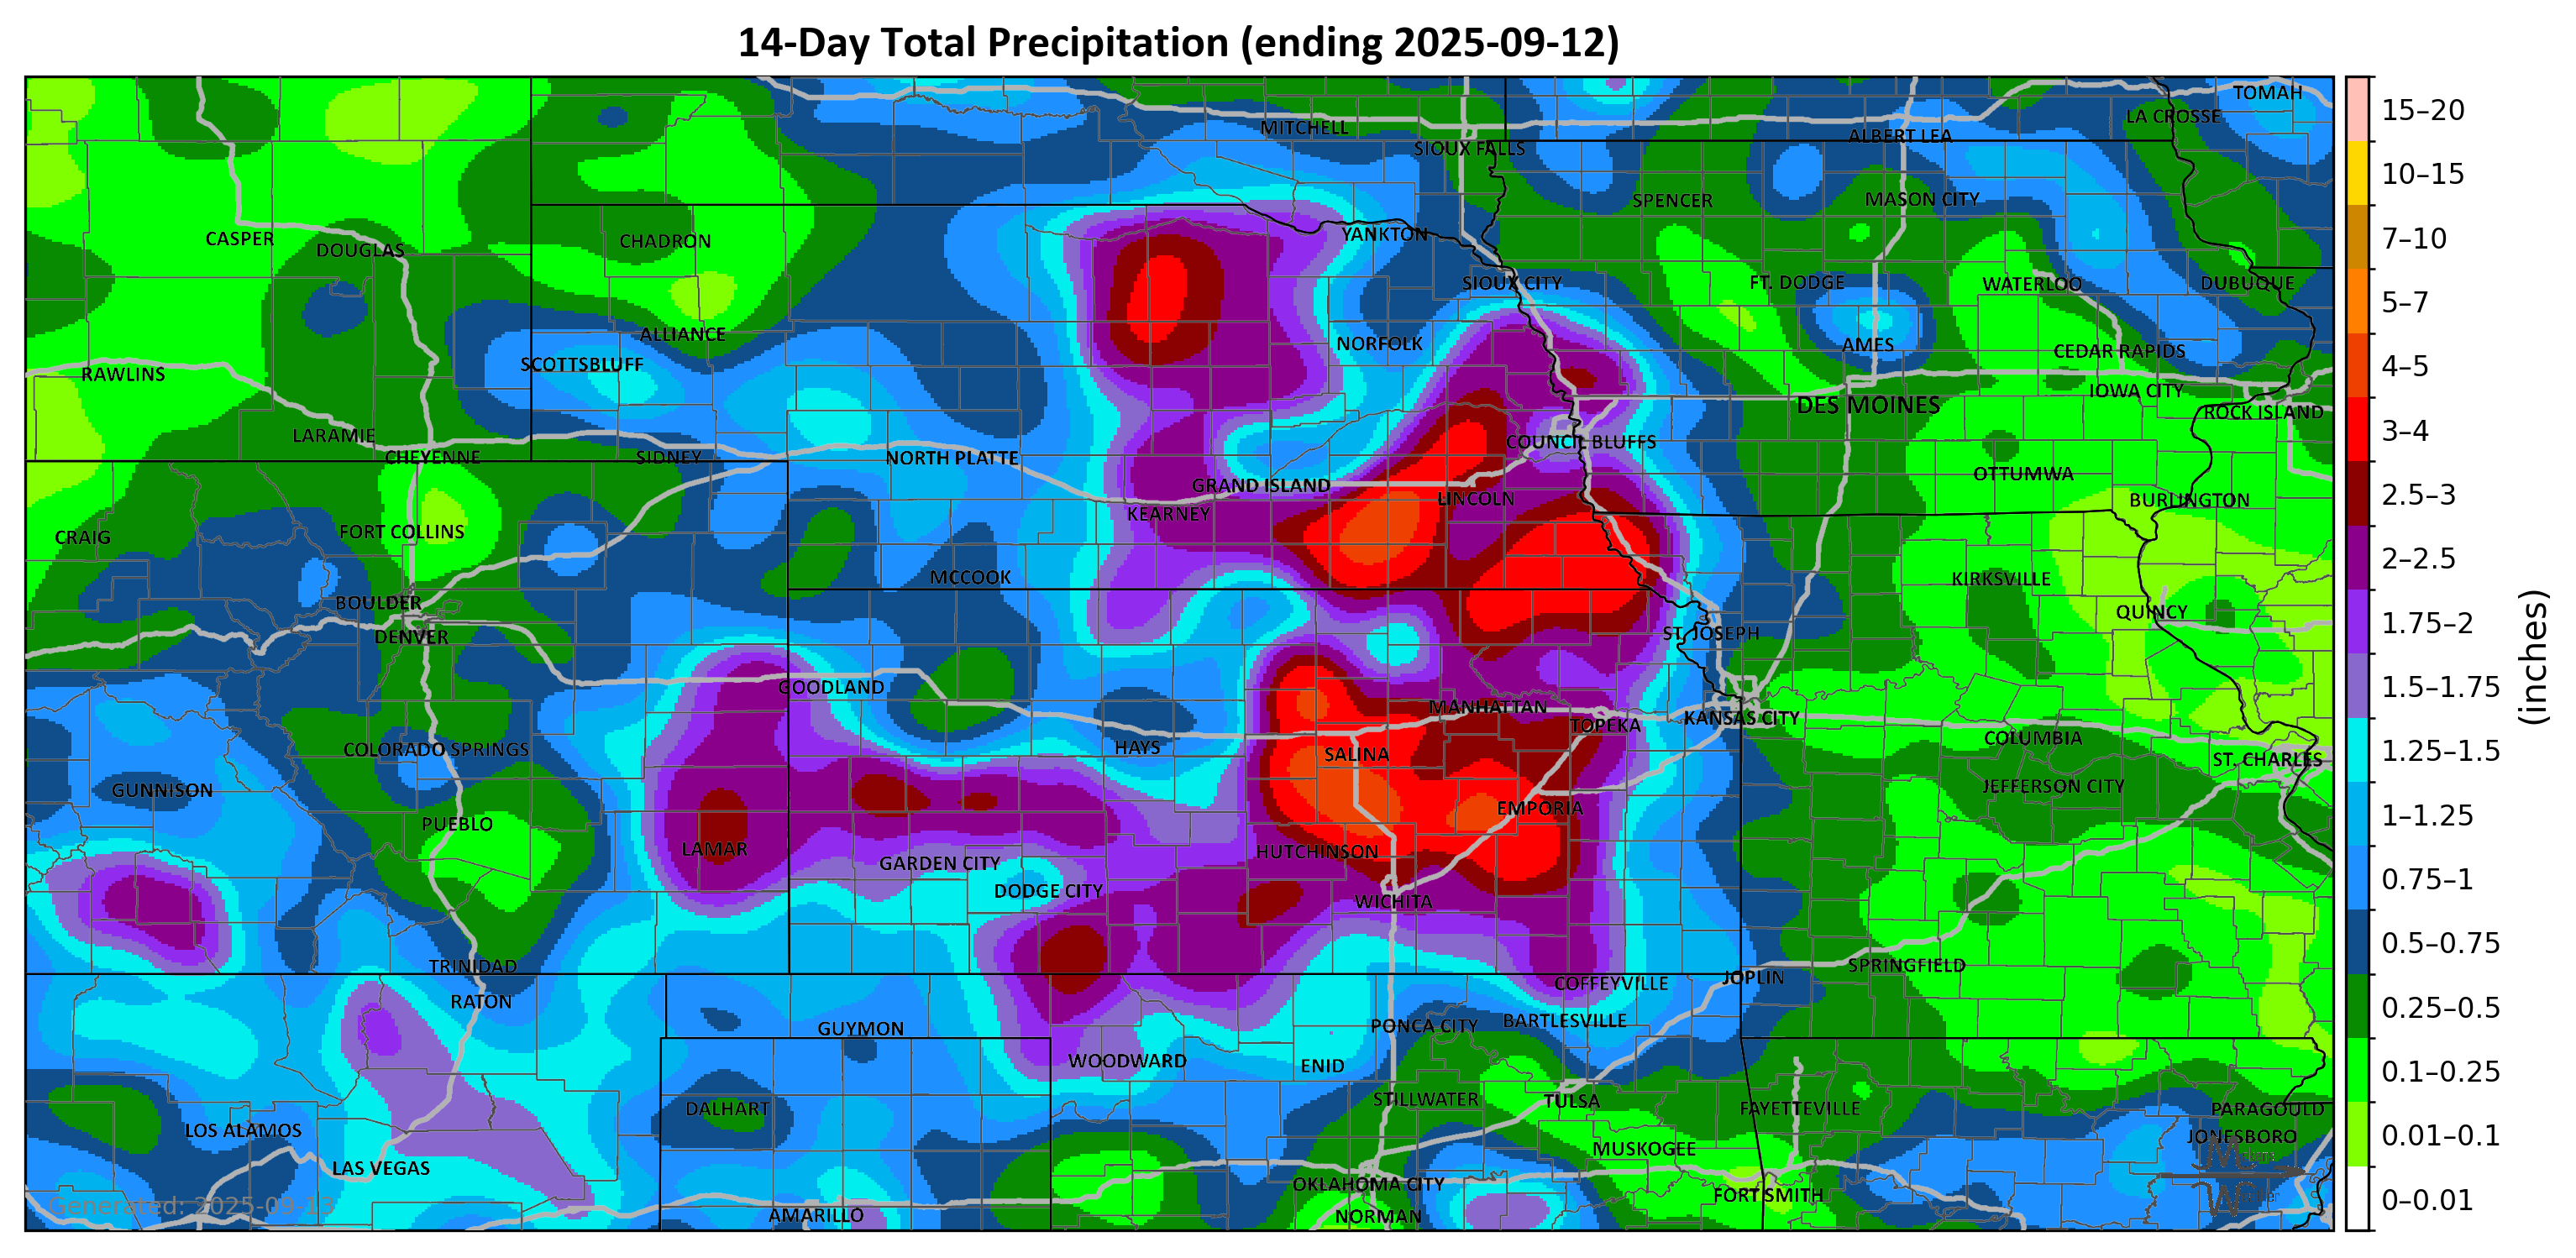 14-Day Total Precipitation (ending 2025-09-12)
TOMAH
LA CROSSE
MITCHELL
ALBERT LEA
SIOUX FALLS
SPENCER
MASON CITY
CASPER
DOUGLAS
CHADRON
YANKTON
SIOUX CITY
FT. DODGE
WATERLOO
DUBUQUE
ALLIANCE
NORFOLK
AMES
CEDAR RAPIDS
SCOTTSBLUFF
RAWLINS
IOWA CITY
DES MOINES
ROCK ISLAND
LARAMIE
COUNCIL BLUFFS
CHEYENNE
SIDNEY
NORTH PLATTE
OTTUMWA
GRAND ISLAND
LINCOLN
BURLINGTON
KEARNEY
CRAIG
FORT COLLINS
MCCOOK
KIRKSVILLE
BOULDER
QUINCY
DENVER
ST. JOSEPH
GOODLAND
MANHATTAN
TOPEKA
KANSAS CITY
COLUMBIA
COLORADO SPRINGS
HAYS
SALINA
ST. CHARLES
GUNNISON
JEFFERSON CITY
EMPORIA
PUEBLO
LAMAR
HUTCHINSON
GARDEN CITY
DODGE CITY
WICHITA
TRINIDAD
SPRINGFIELD
JOPLIN
COFFEYVILLE
RATON
GUYMON
PONCA CITY
BARTLESVILLE
WOODWARD
ENID
DALHART
STILLWATER
TULSA
FAYETTEVILLE
PARAGOULD
LOS ALAMOS
JONESBORO
MUSKOGEE
LAS VEGAS
OKLAHOMA CITY
FORT SMITH
AMARILLO
NORMAN
Generated: 2025-09-13
15–20
10–15
7–10
5–7
4–5
3–4
2.5–3
2–2.5
1.75–2
1.5–1.75
1.25–1.5
1–1.25
0.75–1
0.5–0.75
0.25–0.5
0.1–0.25
0.01–0.1
0–0.01
(inches)